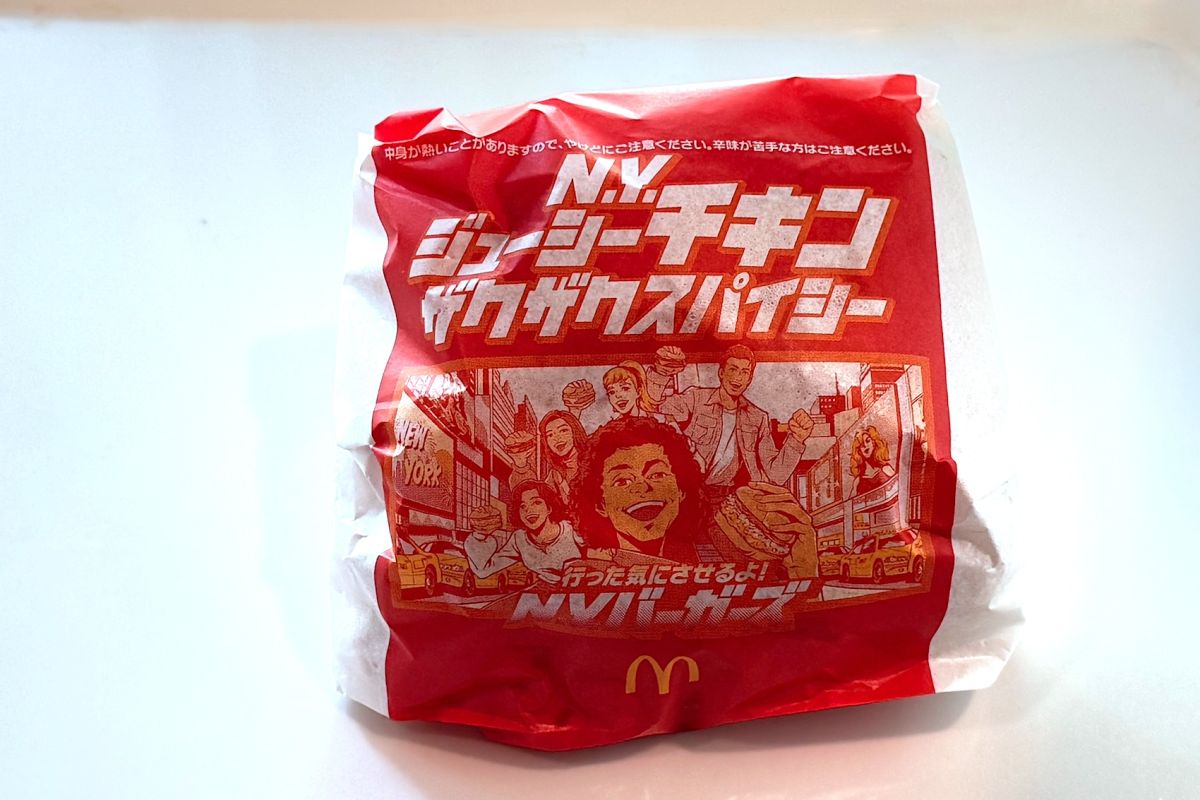 中身が熱いことがありますので、やけどにご注意ください。辛味が苦手な方はご注意ください。
N.Y.
ジューシーチキン
ザクザクスパイシー
NEW
YORK
行った気にさせるよ!
NYバーガーズ